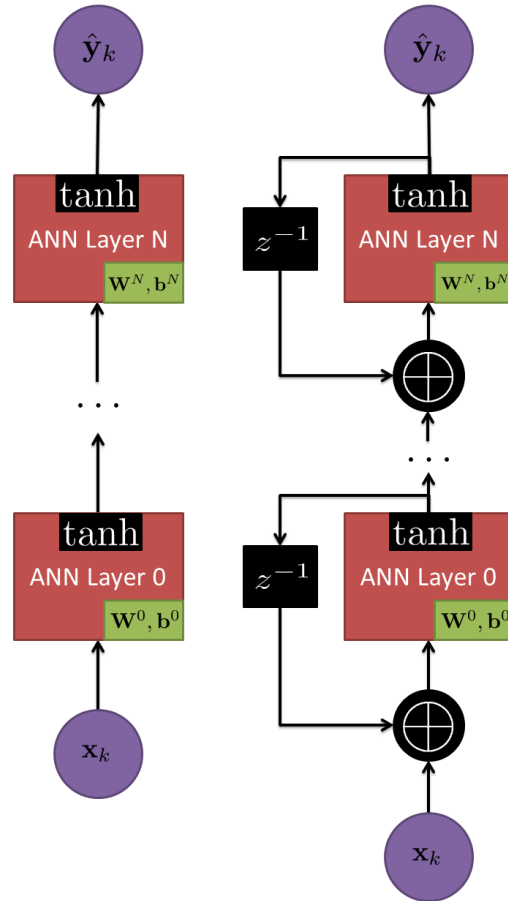 ŷ_k
tanh
ANN Layer N
W^N, b^N
...
tanh
ANN Layer 0
W^0, b^0
x_k
ŷ_k
tanh
z^{-1}
ANN Layer N
W^N, b^N
...
tanh
z^{-1}
ANN Layer 0
W^0, b^0
x_k